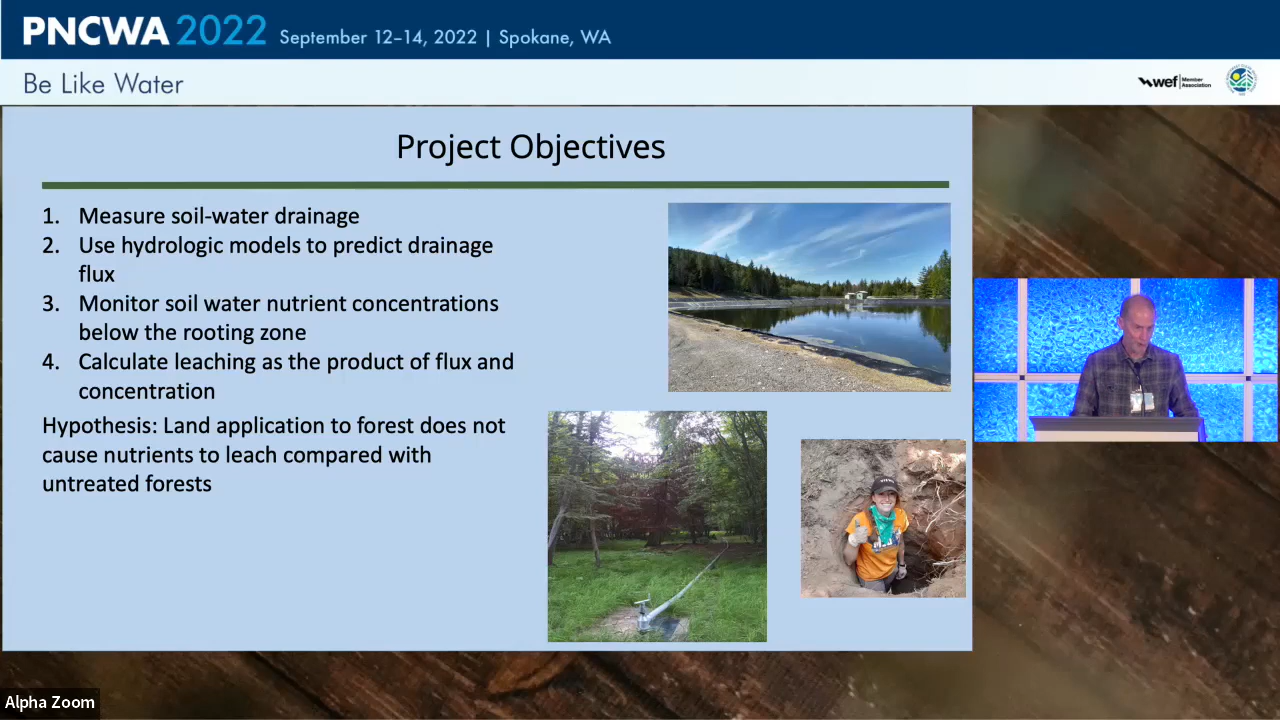 PNCWA 2022 September 12–14, 2022 | Spokane, WA
Be Like Water
wef Member Association
Project Objectives
1. Measure soil-water drainage
2. Use hydrologic models to predict drainage
flux
3. Monitor soil water nutrient concentrations
below the rooting zone
4. Calculate leaching as the product of flux and
concentration
Hypothesis: Land application to forest does not
cause nutrients to leach compared with
untreated forests
Alpha Zoom